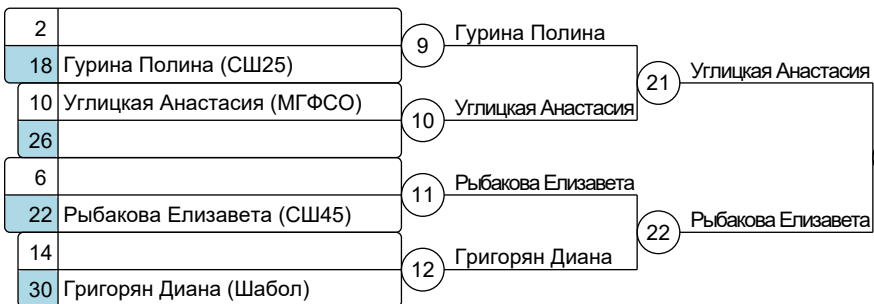 2
18 Гурина Полина (СШ25)
10 Углицкая Анастасия (МГФСО)
26
6
22 Рыбакова Елизавета (СШ45)
14
30 Григорян Диана (Шабол)
9 Гурина Полина
10 Углицкая Анастасия
11 Рыбакова Елизавета
12 Григорян Диана
21 Углицкая Анастасия
22 Рыбакова Елизавета